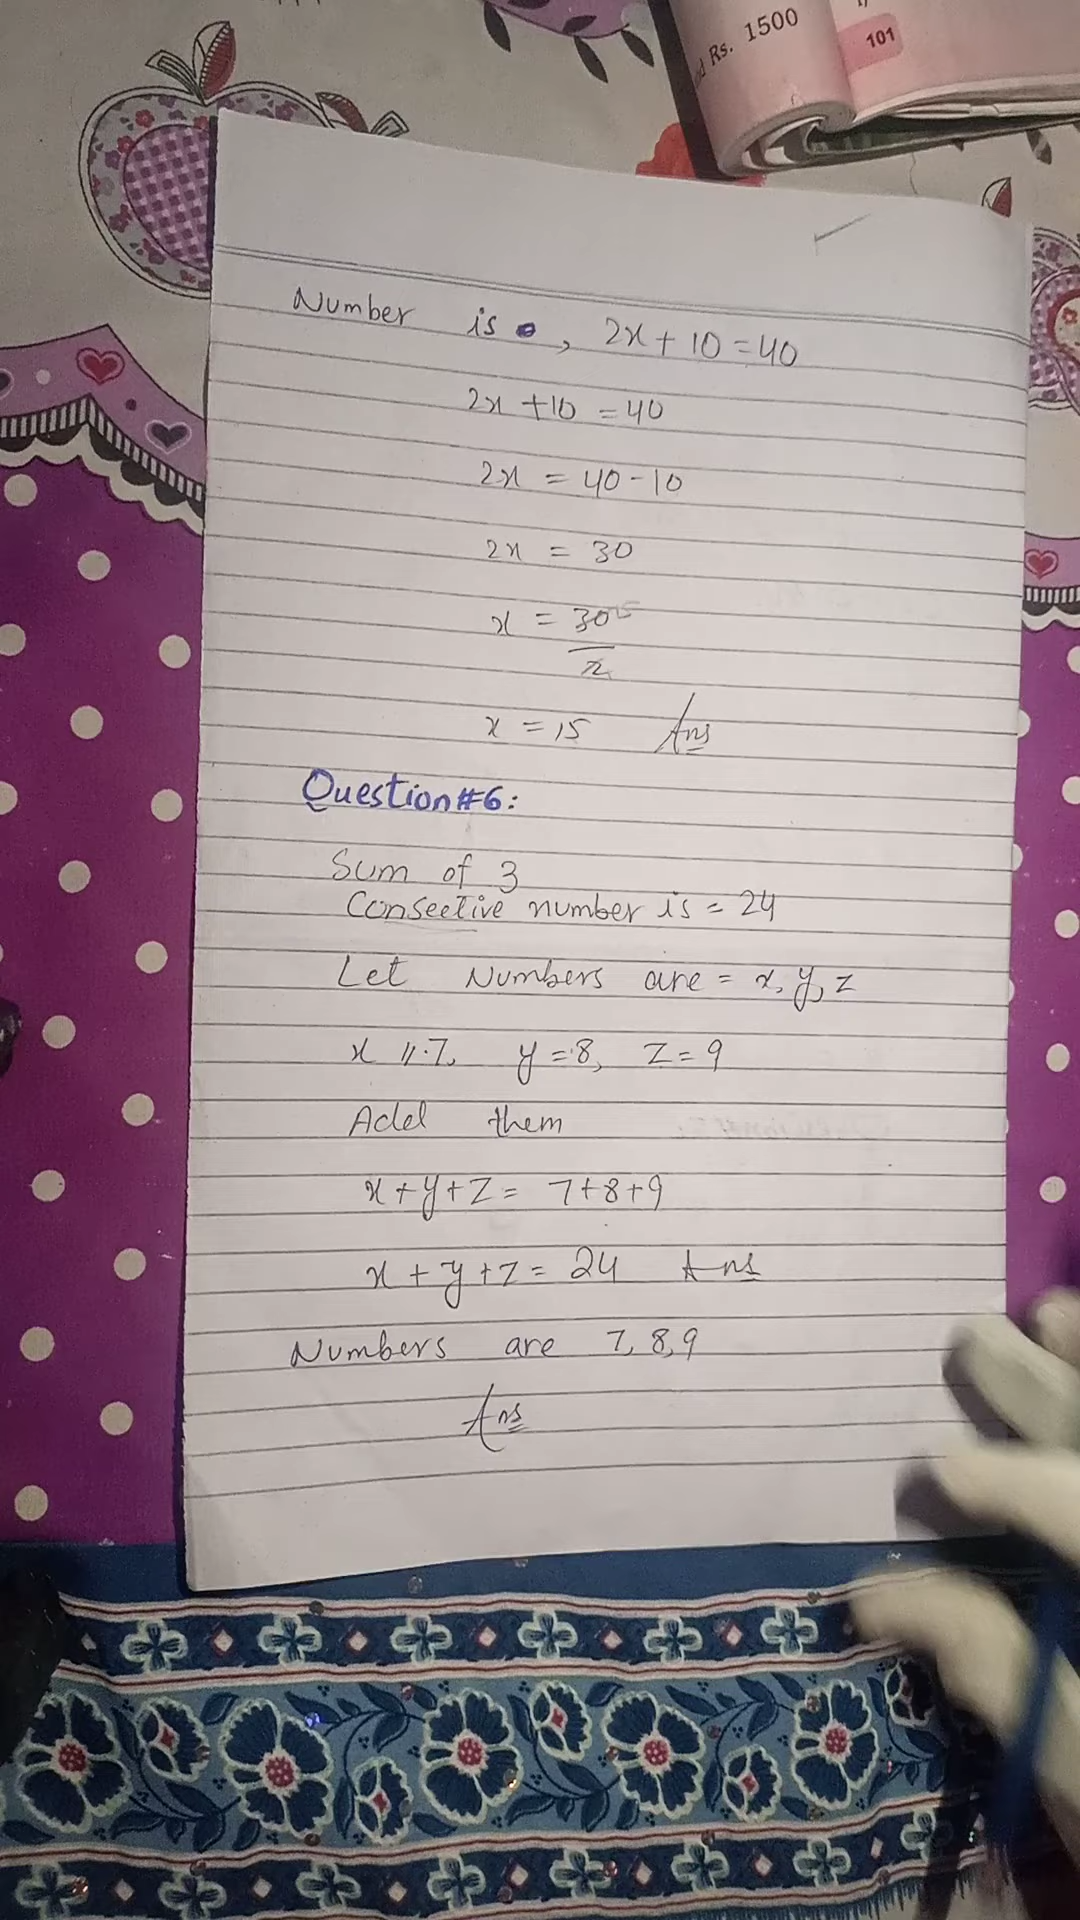 Rs. 1500
101
Number is , 2x + 10 = 40
2x + 10 = 40
2x = 40 - 10
2x = 30
x = 30 15
2
x = 15 Ans
Question #6:
Sum of 3
Consective number is = 24
Let Numbers are = x, y, z
x = 7, y = 8, z = 9
Add them
x + y + z = 7 + 8 + 9
x + y + z = 24 Ans
Numbers are 7, 8, 9
Ans